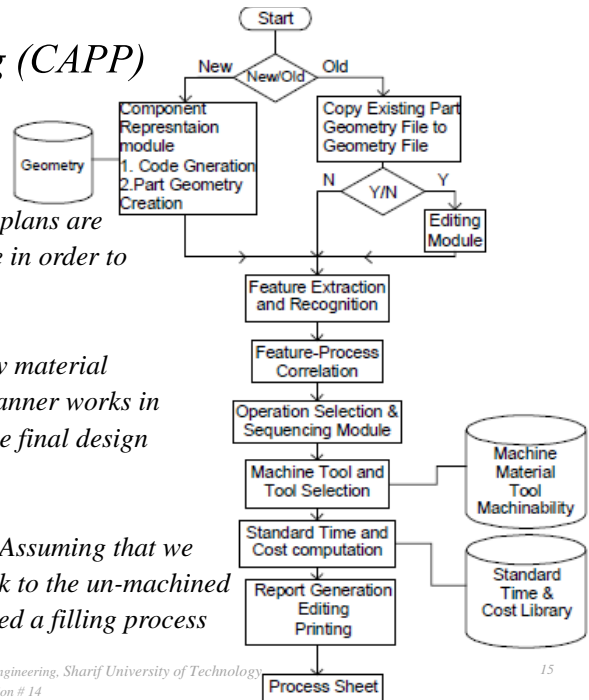 g (CAPP)
plans are
e in order to
w material
anner works in
e final design
Assuming that we
k to the un-machined
ed a filling process
Start
New/Old
New
Old
Component
Represntaion
module
1. Code Gneration
2.Part Geometry
Creation
Geometry
Copy Existing Part
Geometry File to
Geometry File
N
Y/N
Y
Editing
Module
Feature Extraction
and Recognition
Feature-Process
Correlation
Operation Selection &
Sequencing Module
Machine Tool and
Tool Selection
Machine
Material
Tool
Machinability
Standard Time and
Cost computation
Standard
Time &
Cost Library
Report Generation
Editing
Printing
Process Sheet
ngineering, Sharif University of Technology
on # 14
15